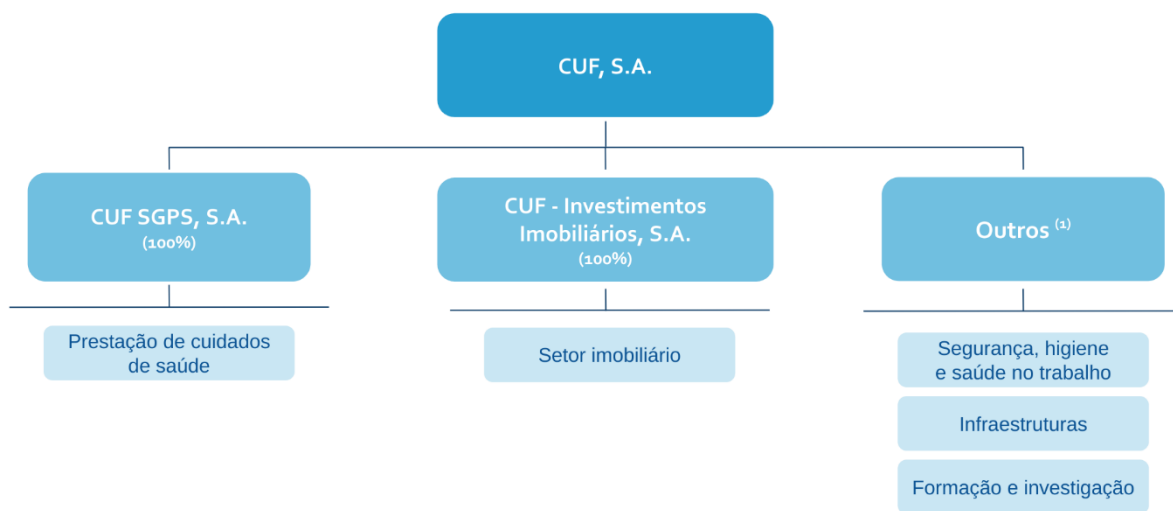 CUF, S.A.
CUF SGPS, S.A.
(100%)
CUF - Investimentos
Imobiliários, S.A.
(100%)
Outros (1)
Prestação de cuidados
de saúde
Setor imobiliário
Segurança, higiene
e saúde no trabalho
Infraestruturas
Formação e investigação